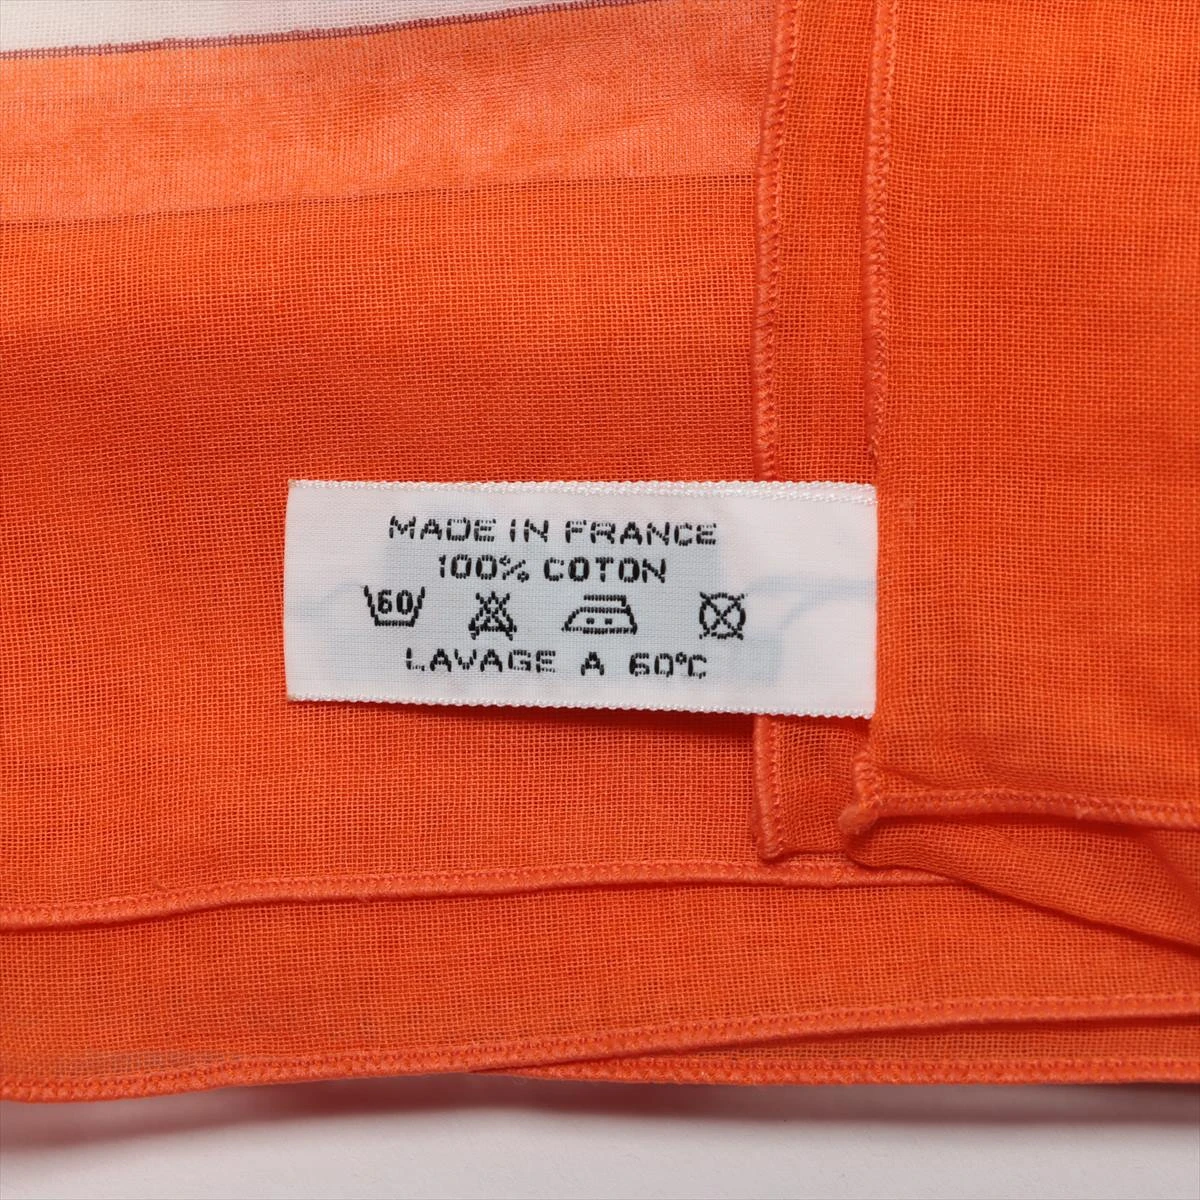 MADE IN FRANCE
100% COTON
60
LAVAGE A 60°C